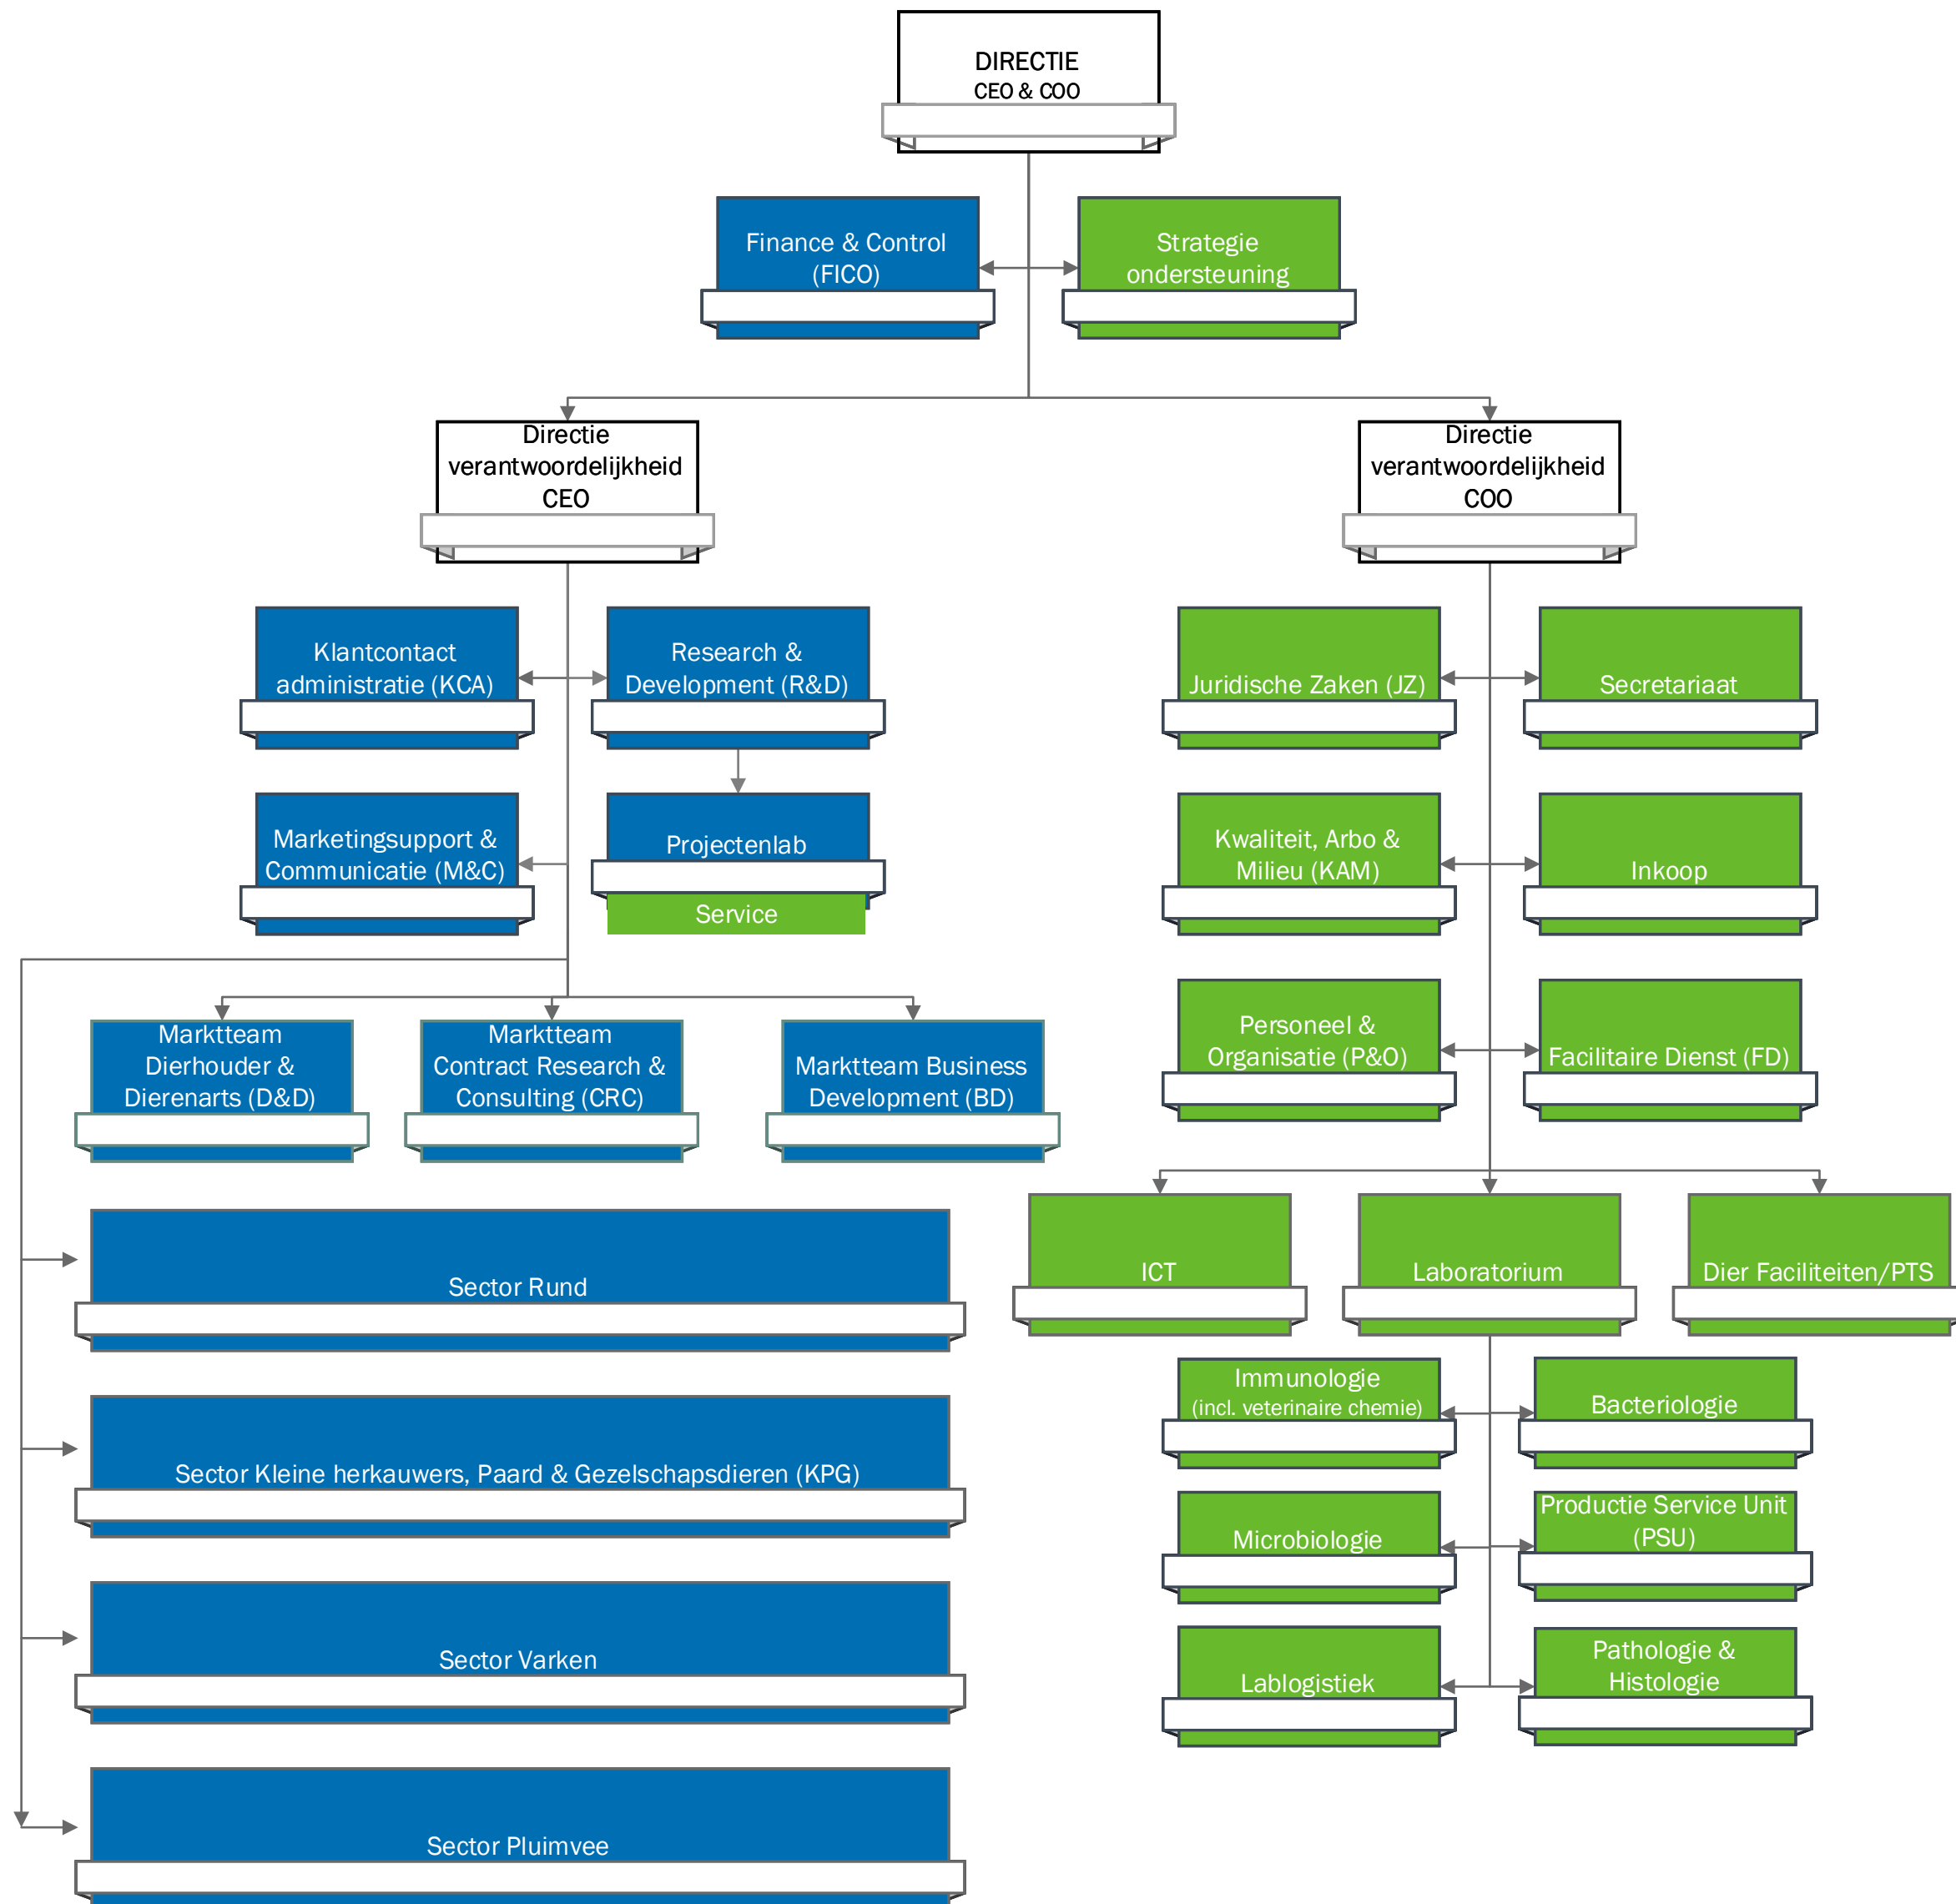 DIRECTIE
CEO & COO
Finance & Control
(FICO)
Strategie
ondersteuning
Directie
verantwoordelijkheid
CEO
Directie
verantwoordelijkheid
COO
Klantcontact
administratie (KCA)
Research &
Development (R&D)
Juridische Zaken (JZ)
Secretariaat
Marketingsupport &
Communicatie (M&C)
Projectenlab
Service
Kwaliteit, Arbo &
Milieu (KAM)
Inkoop
Personeel &
Organisatie (P&O)
Facilitaire Dienst (FD)
Marktteam
Dierhouder &
Dierenarts (D&D)
Marktteam
Contract Research &
Consulting (CRC)
Marktteam Business
Development (BD)
ICT
Laboratorium
Dier Faciliteiten/PTS
Sector Rund
Sector Kleine herkauwers, Paard & Gezelschapsdieren (KPG)
Sector Varken
Sector Pluimvee
Immunologie
(incl. veterinaire chemie)
Bacteriologie
Microbiologie
Productie Service Unit
(PSU)
Lablogistiek
Pathologie &
Histologie